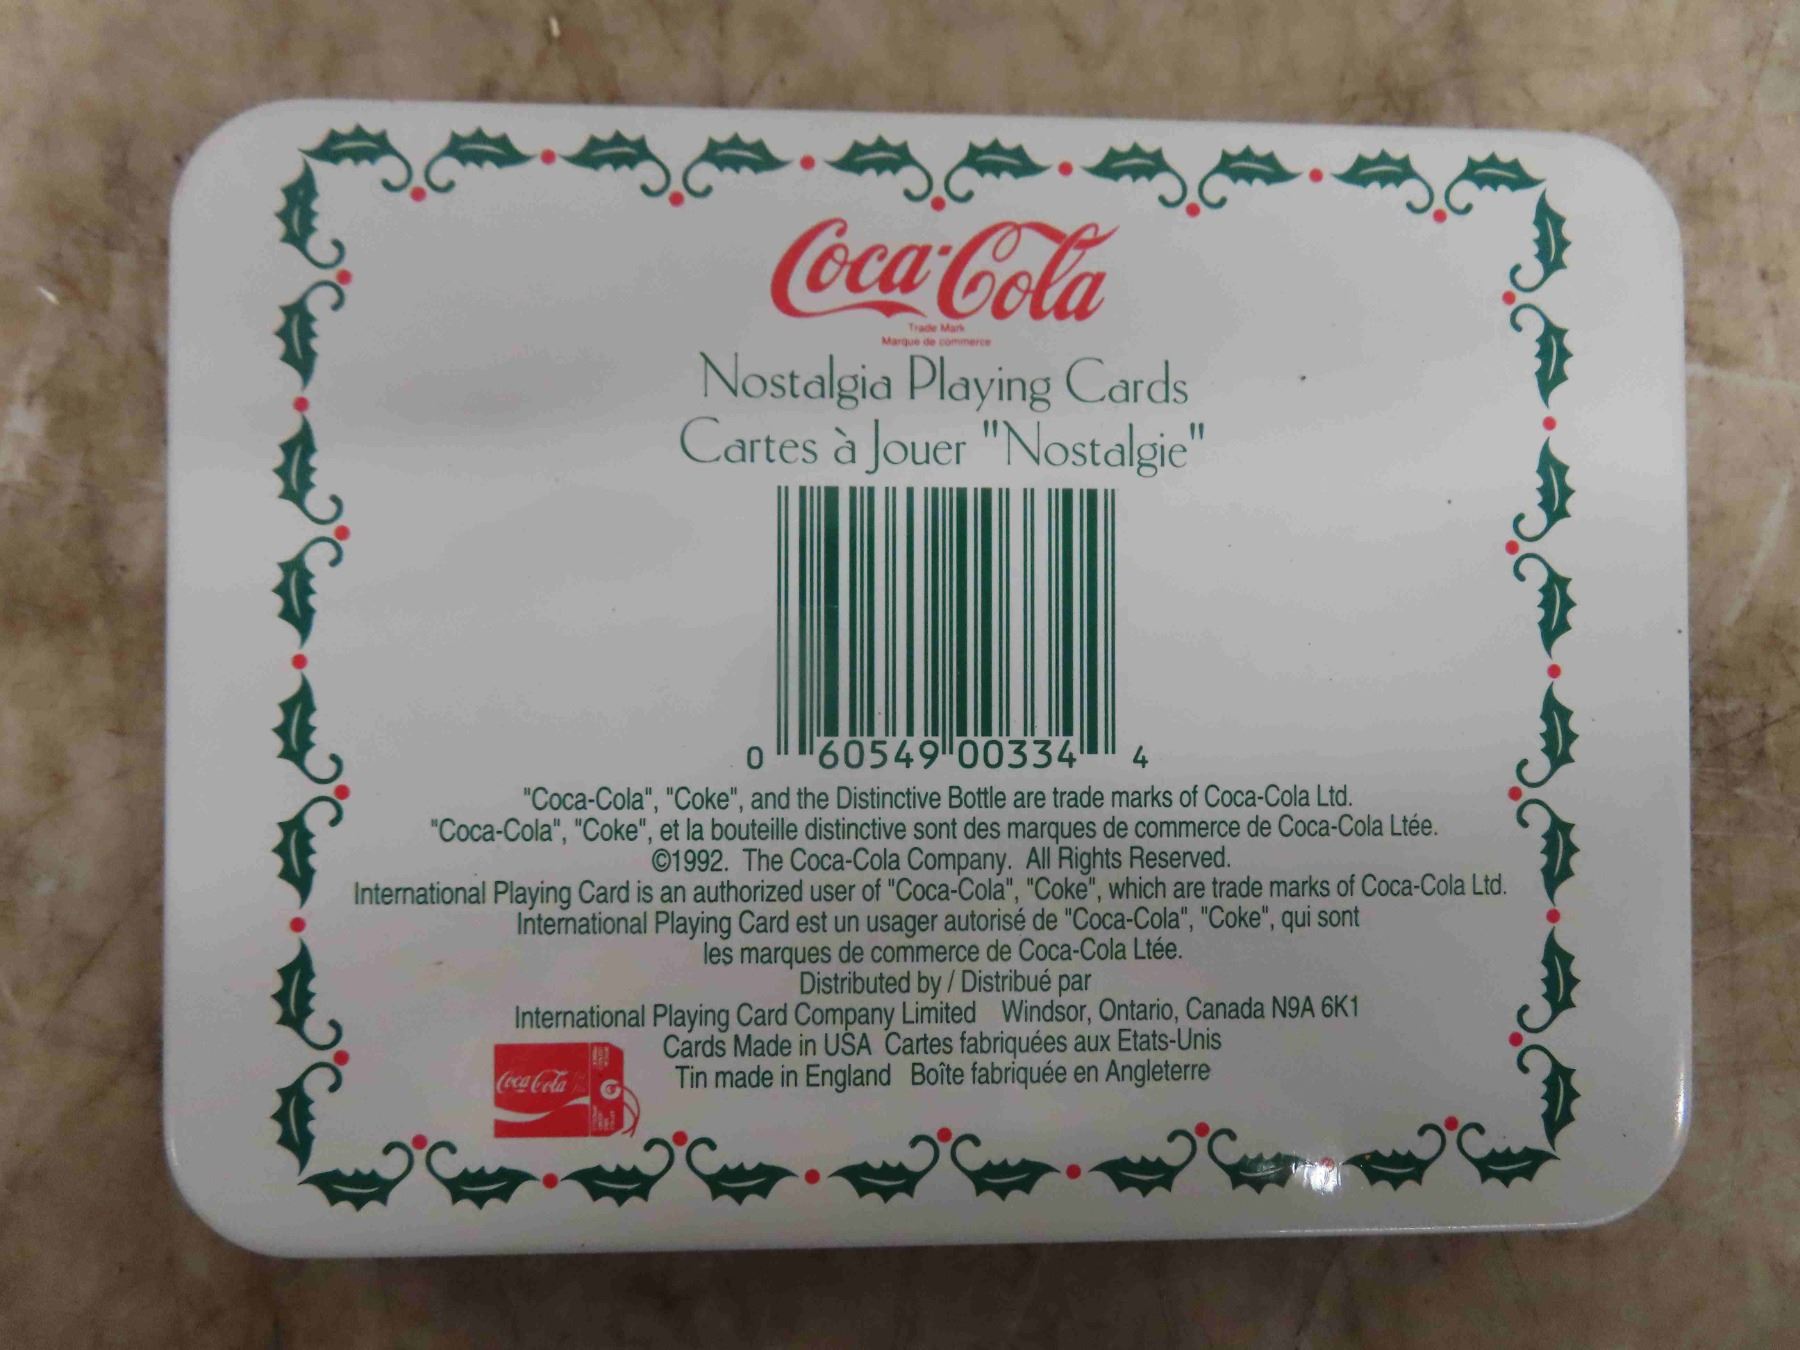 Coca-Cola
Trade Mark
Marque de commerce
Nostalgia Playing Cards
Cartes à Jouer "Nostalgie"
0 60549 00334 4
"Coca-Cola", "Coke", and the Distinctive Bottle are trade marks of Coca-Cola Ltd.
"Coca-Cola", "Coke", et la bouteille distinctive sont des marques de commerce de Coca-Cola Ltée.
©1992. The Coca-Cola Company. All Rights Reserved.
International Playing Card is an authorized user of "Coca-Cola", "Coke", which are trade marks of Coca-Cola Ltd.
International Playing Card est un usager autorisé de "Coca-Cola", "Coke", qui sont
les marques de commerce de Coca-Cola Ltée.
Distributed by / Distribué par
International Playing Card Company Limited Windsor, Ontario, Canada N9A 6K1
Cards Made in USA Cartes fabriquées aux Etats-Unis
Tin made in England Boîte fabriquée en Angleterre
Coca-Cola